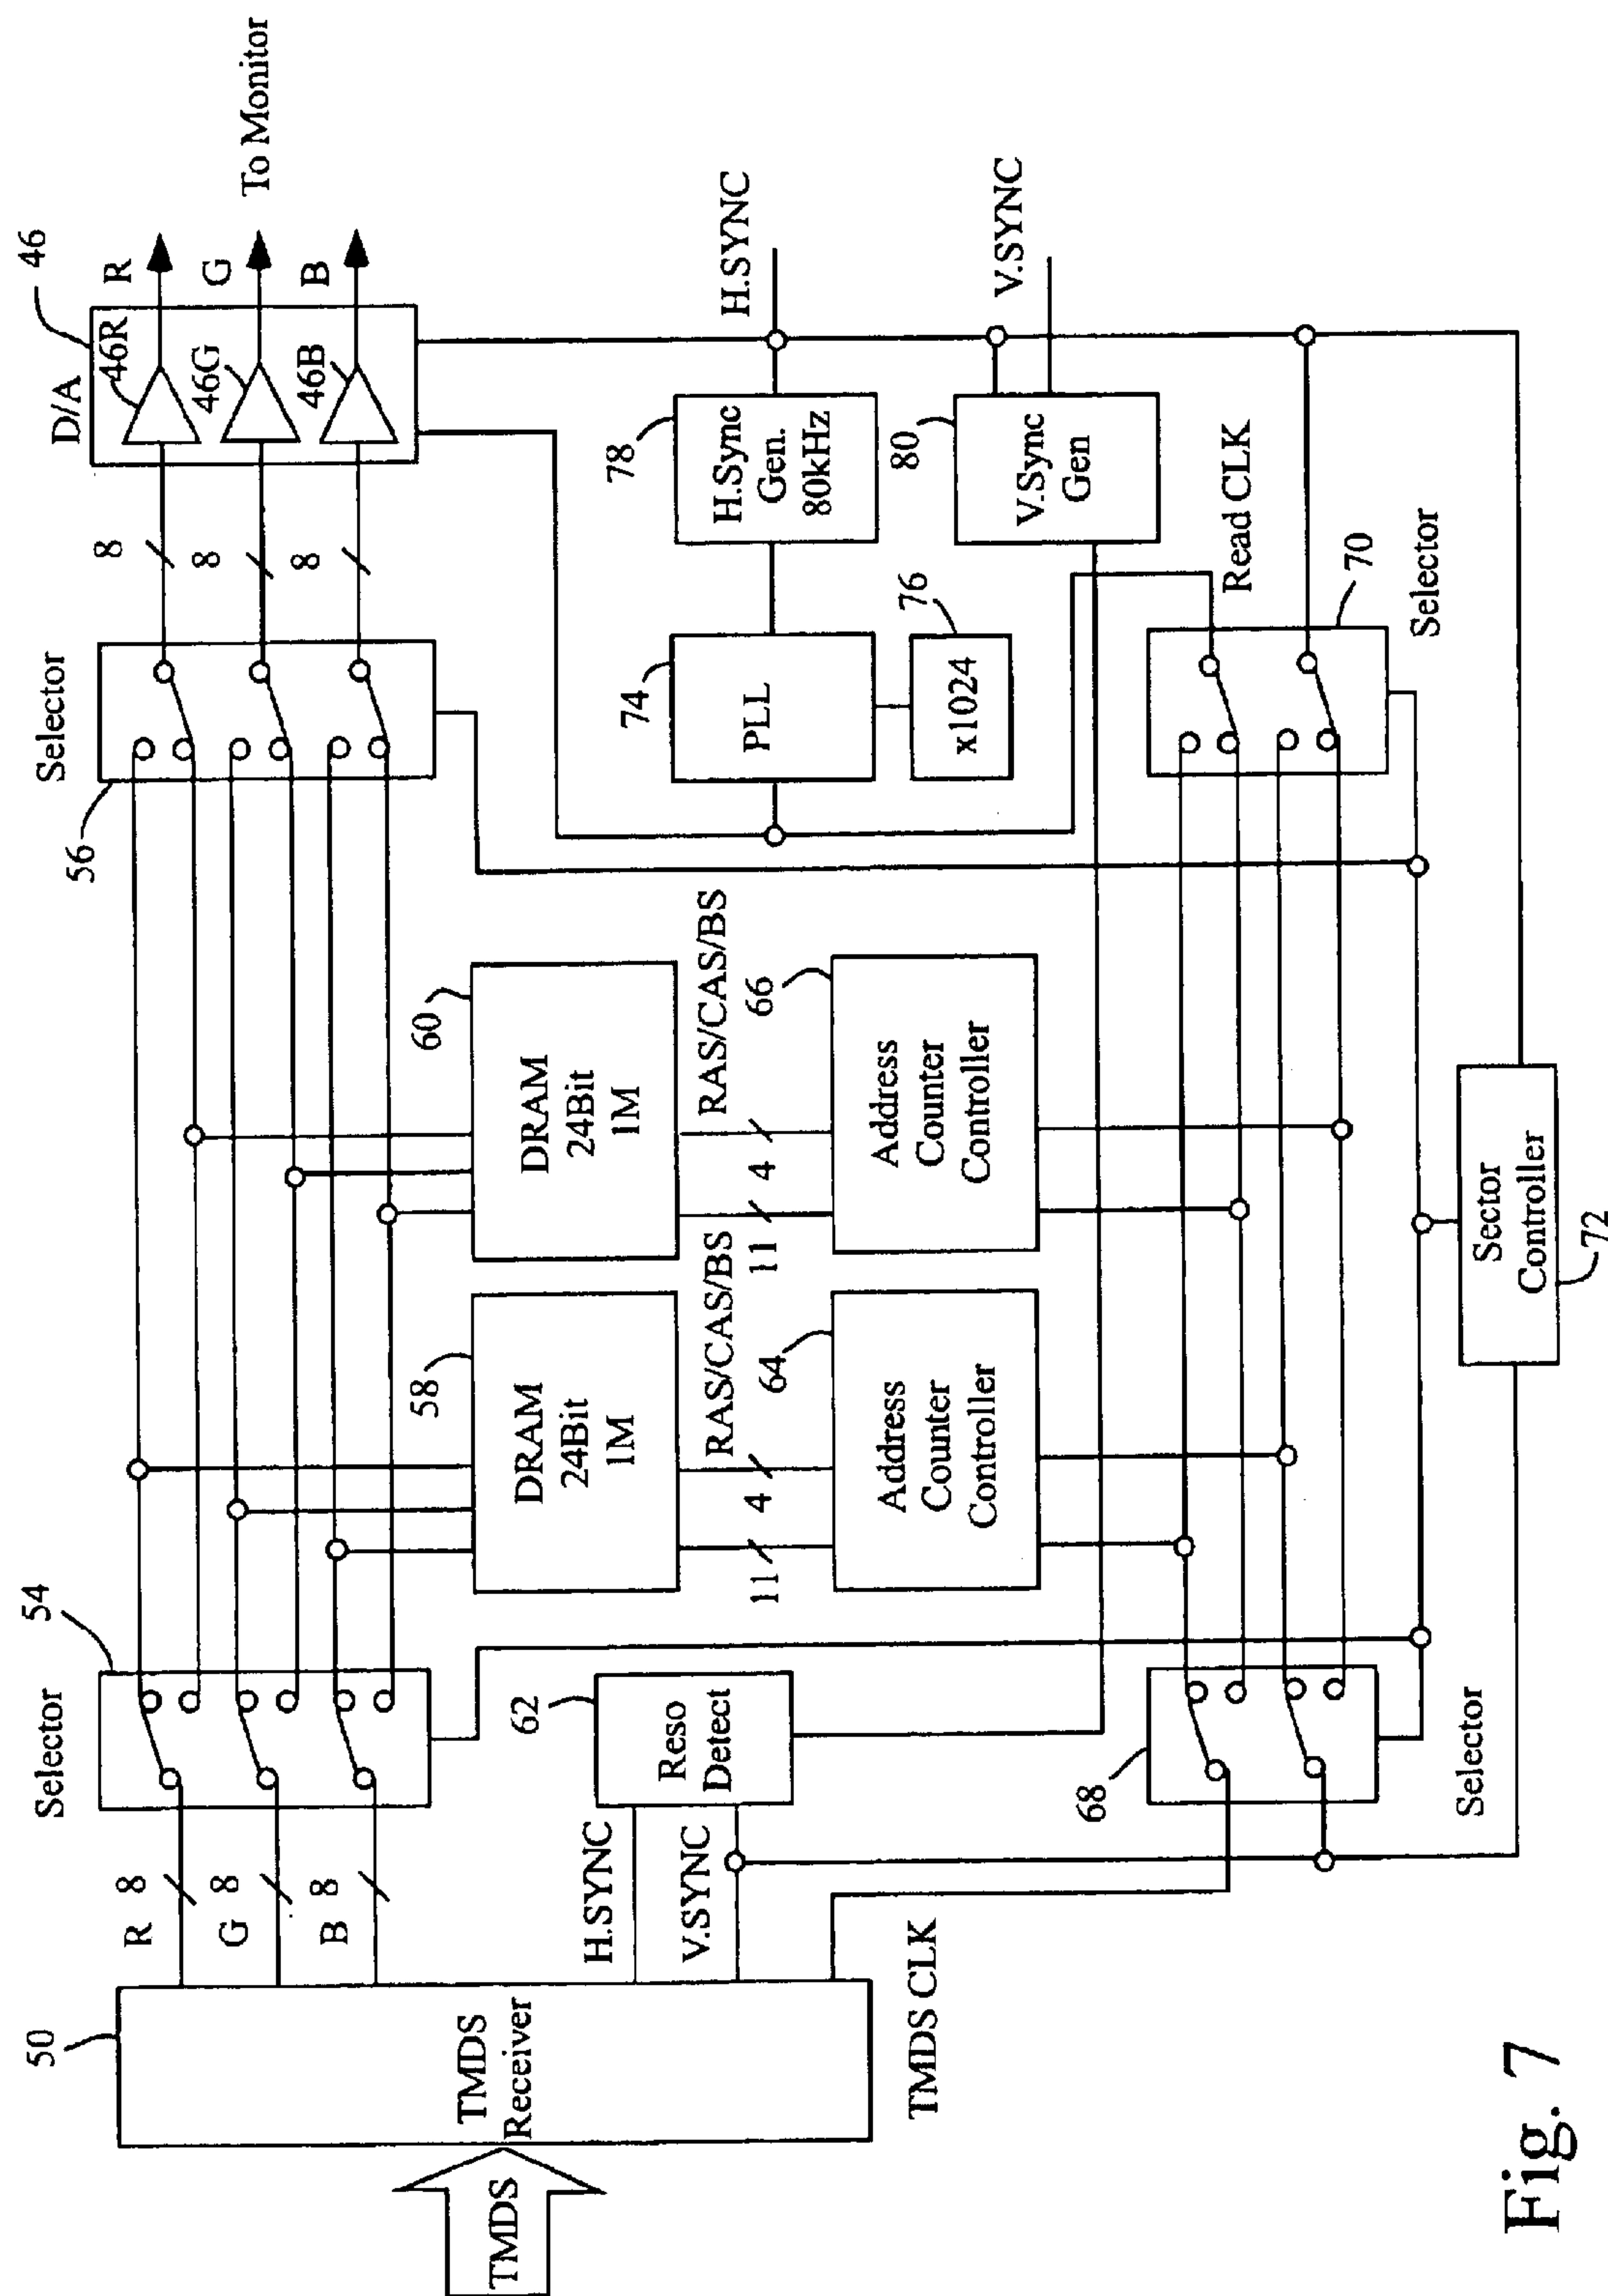 TMDS
50
TMDS
Receiver
R
8
G
8
B
8
H.SYNC
V.SYNC
TMDS CLK
Selector
54
62
Reso
Detect
68
Selector
58
DRAM
24Bit
1M
60
DRAM
24Bit
1M
11
4
RAS/CAS/BS
11
4
RAS/CAS/BS
64
Address
Counter
Controller
66
Address
Counter
Controller
Sector
Controller
72
Selector
56
8
8
8
D/A
46
46R
46G
46B
R
G
B
To Monitor
74
PLL
76
x1024
78
H.Sync
Gen.
80kHz
H.SYNC
80
V.Sync
Gen
V.SYNC
Read CLK
70
Selector
Fig. 7